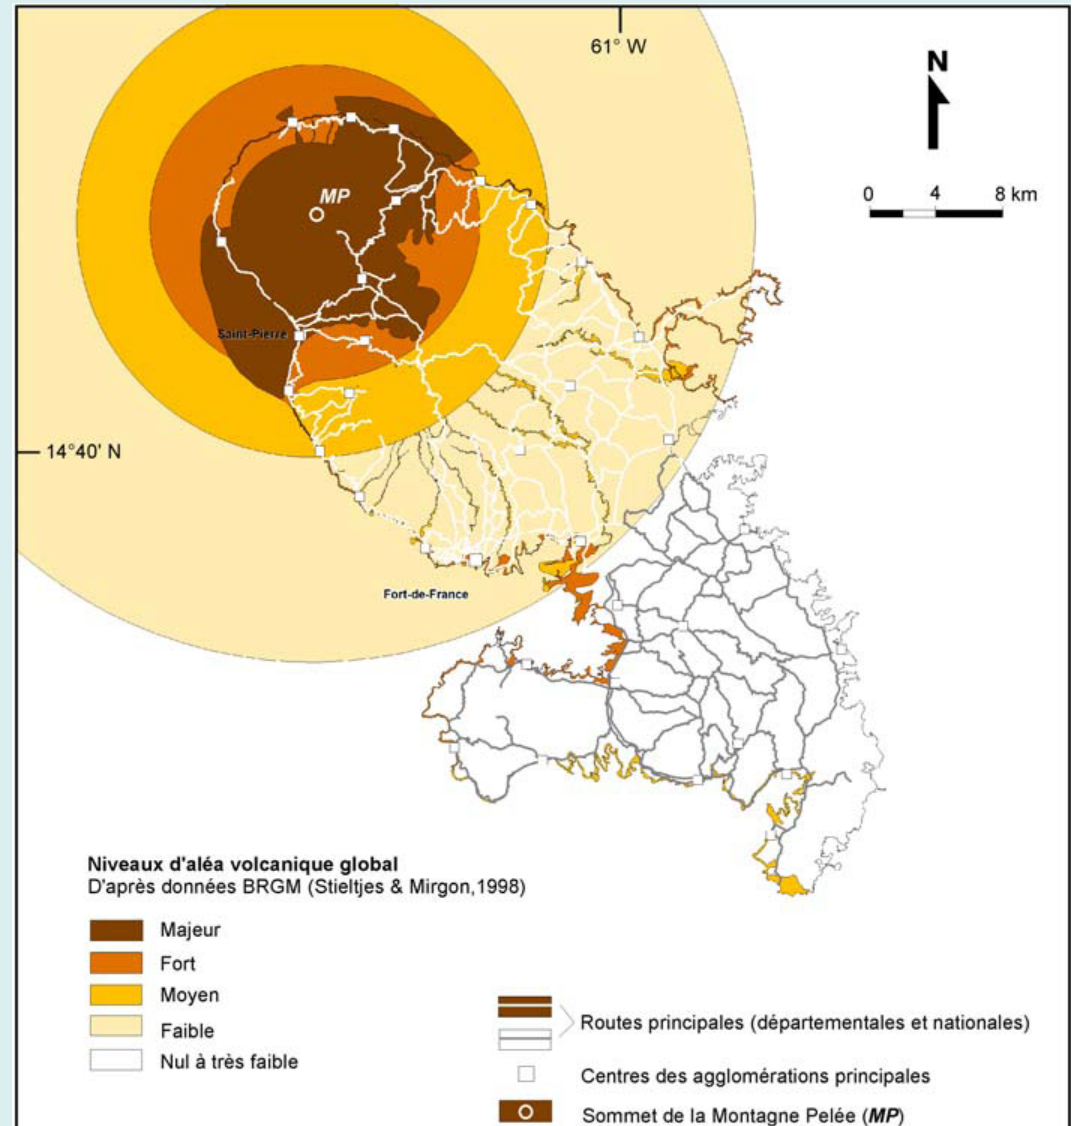 61° W
N
0 4 8 km
MP
Saint-Pierre
14°40' N
Fort-de-France
Niveaux d'aléa volcanique global
D'après données BRGM (Stieltjes & Mirgon,1998)
Majeur
Fort
Moyen
Faible
Nul à très faible
Routes principales (départementales et nationales)
Centres des agglomérations principales
Sommet de la Montagne Pelée (MP)